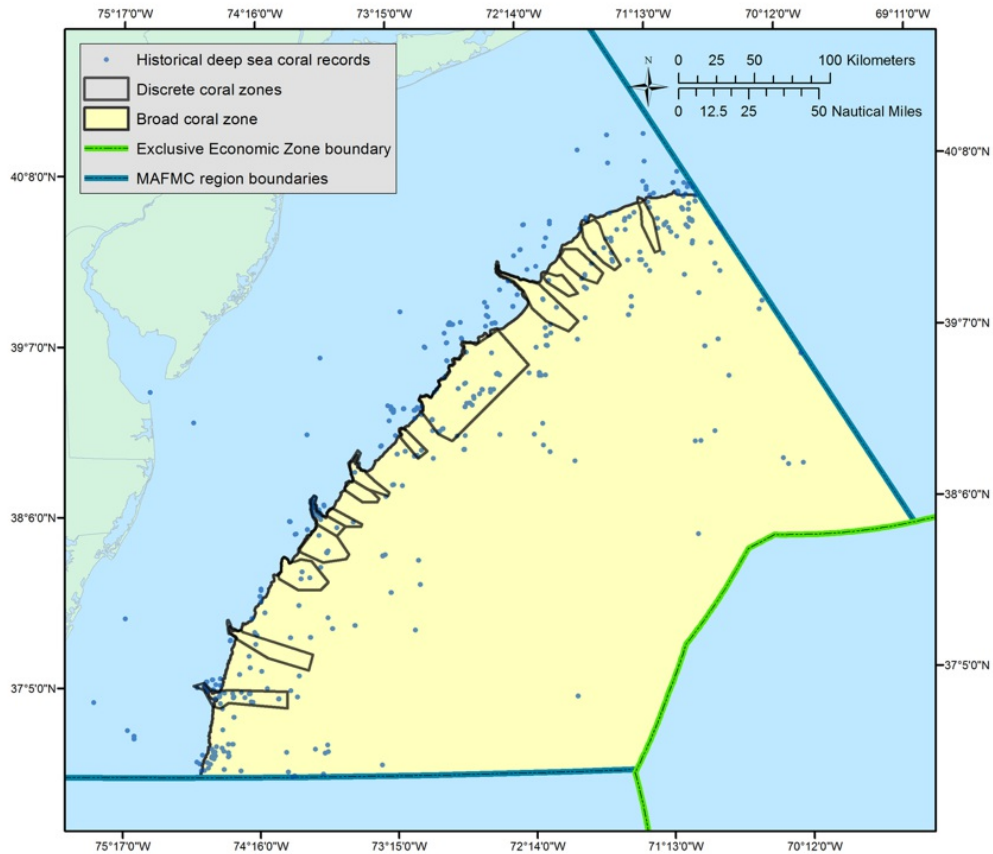 75°17'0"W 74°16'0"W 73°15'0"W 72°14'0"W 71°13'0"W 70°12'0"W 69°11'0"W
Historical deep sea coral records
Discrete coral zones
Broad coral zone
Exclusive Economic Zone boundary
MAFMC region boundaries
N
0 25 50 100 Kilometers
0 12.5 25 50 Nautical Miles
40°8'0"N
40°8'0"N
39°7'0"N
39°7'0"N
38°6'0"N
38°6'0"N
37°5'0"N
37°5'0"N
75°17'0"W 74°16'0"W 73°15'0"W 72°14'0"W 71°13'0"W 70°12'0"W